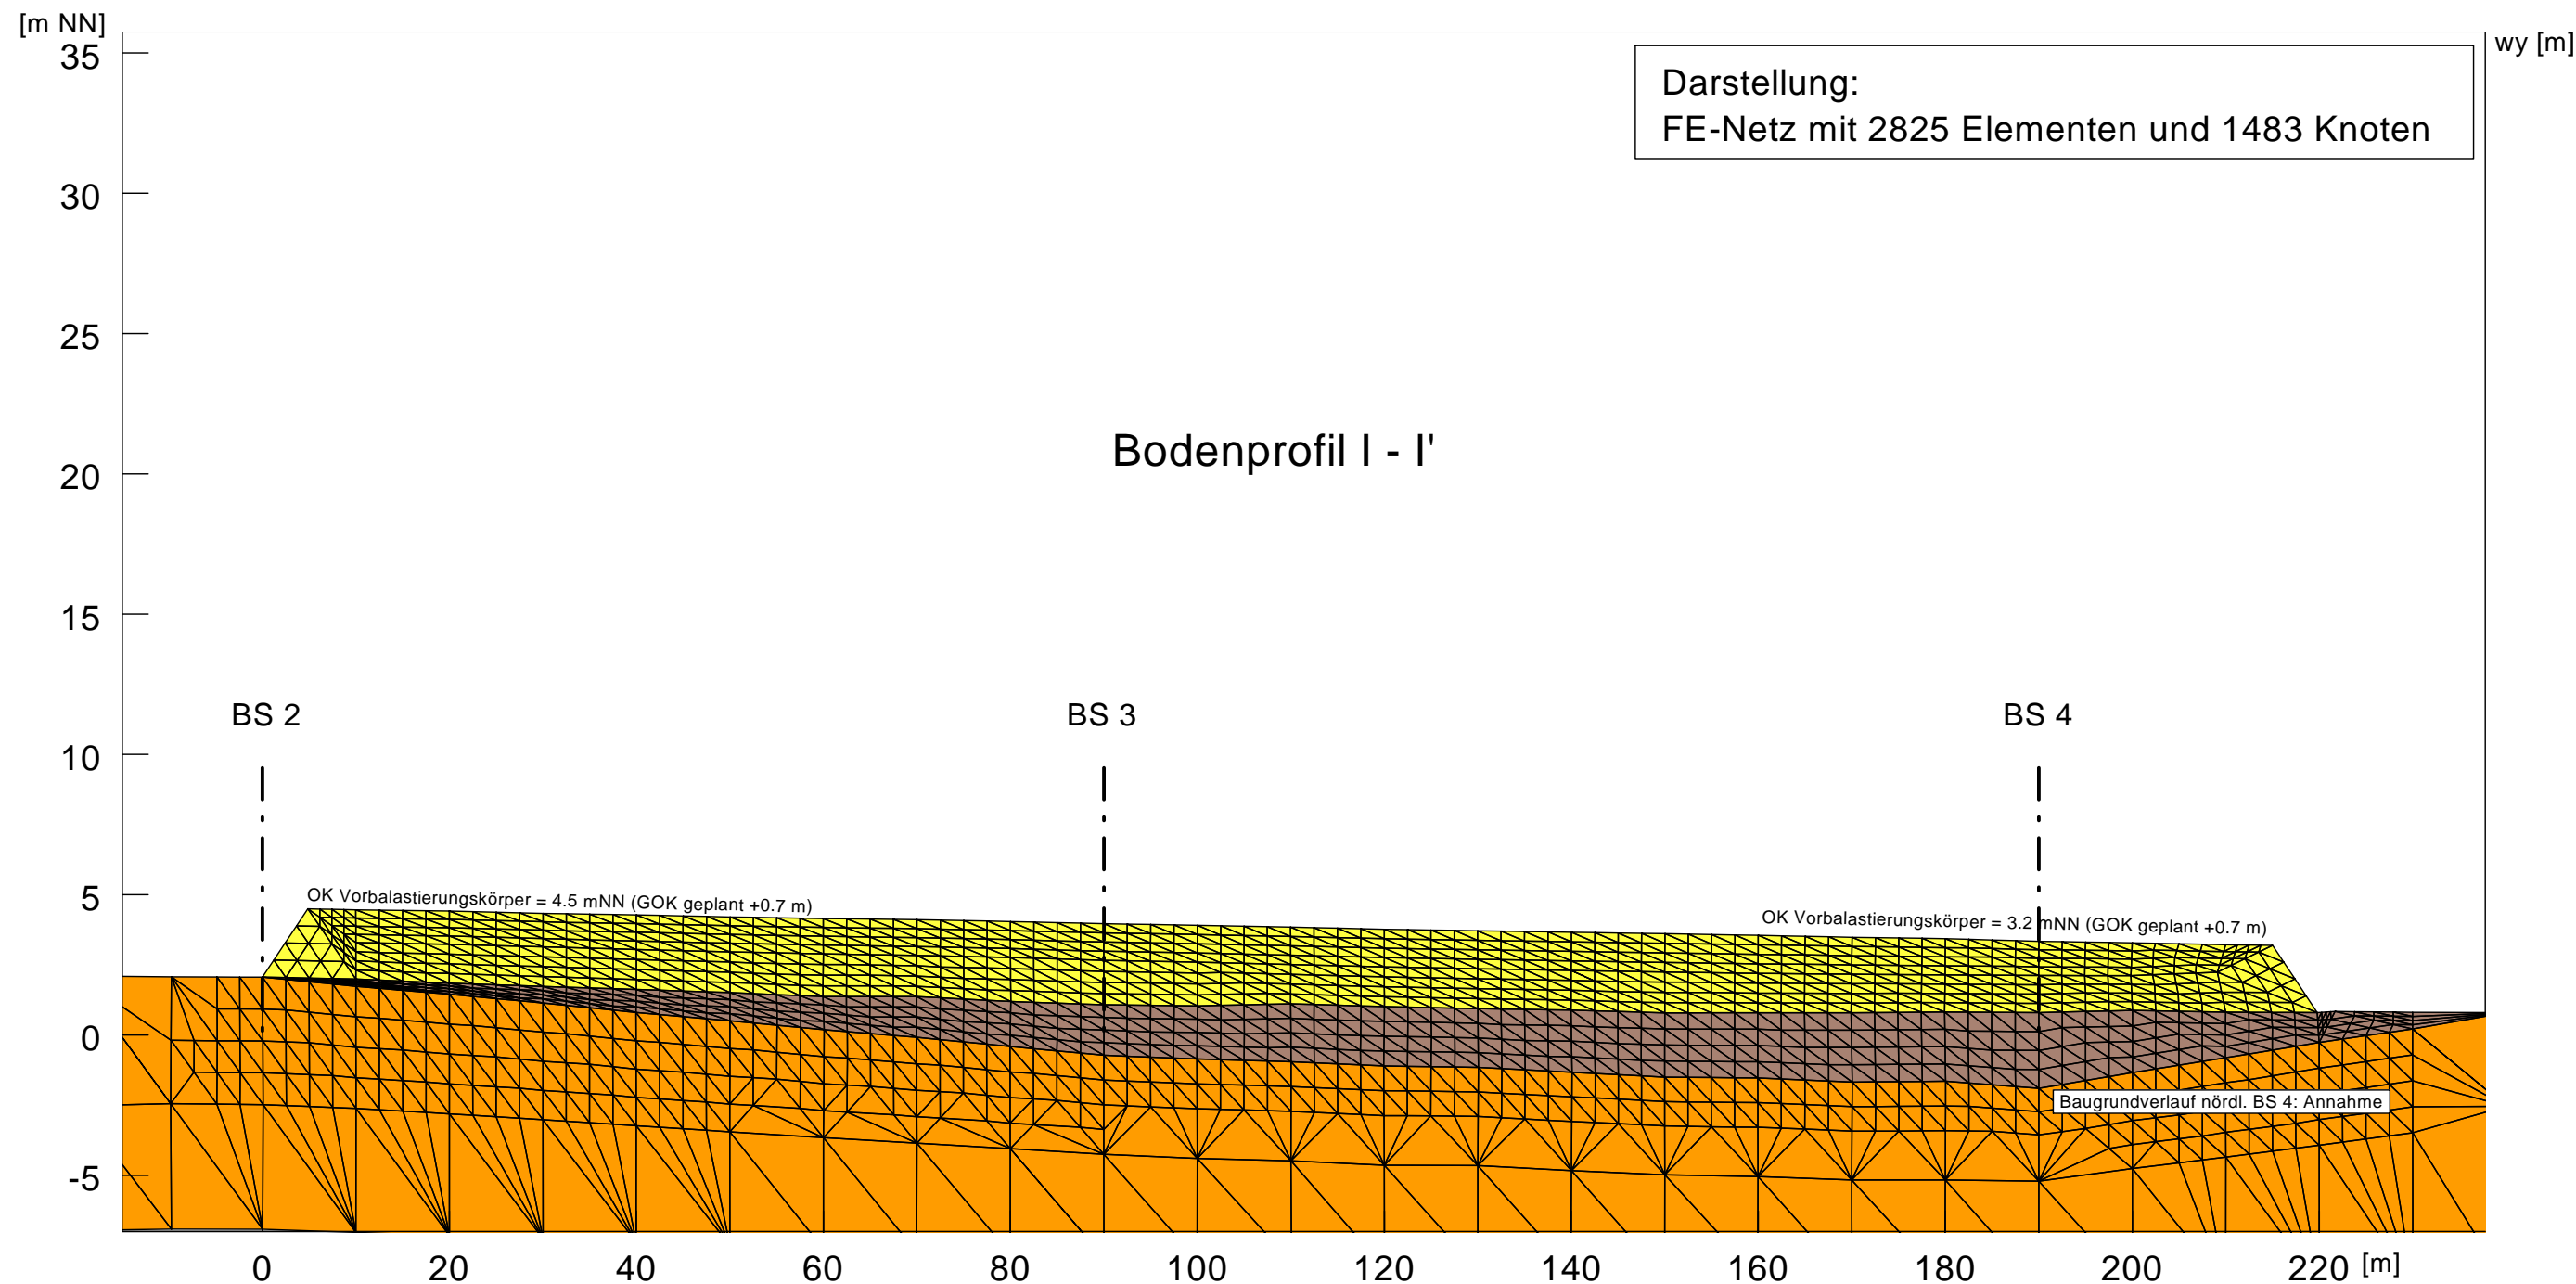 [m NN]
wy [m]
35
Darstellung:
FE-Netz mit 2825 Elementen und 1483 Knoten
30
25
Bodenprofil I - I'
20
15
BS 2
BS 3
BS 4
10
5
OK Vorbalastierungskörper = 4.5 mNN (GOK geplant +0.7 m)
OK Vorbalastierungskörper = 3.2 mNN (GOK geplant +0.7 m)
0
Baugrundverlauf nördl. BS 4: Annahme
-5
0 20 40 60 80 100 120 140 160 180 200 220 [m]